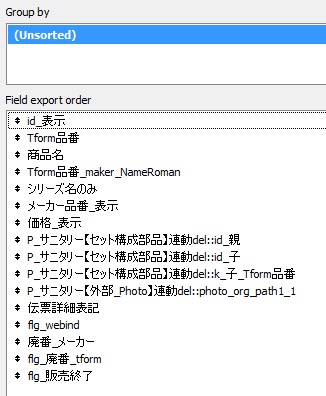 Group by
(Unsorted)
Field export order
id_表示
Tform品番
商品名
Tform品番_maker_NameRoman
シリーズ名のみ
メーカー品番_表示
価格_表示
P_サニタリー【セット構成部品】連動del::id_親
P_サニタリー【セット構成部品】連動del::id_子
P_サニタリー【セット構成部品】連動del::k_子_Tform品番
P_サニタリー【外部_Photo】連動del::photo_org_path1_1
伝票詳細表記
flg_webind
廃番_メーカー
flg_廃番_tform
flg_販売終了